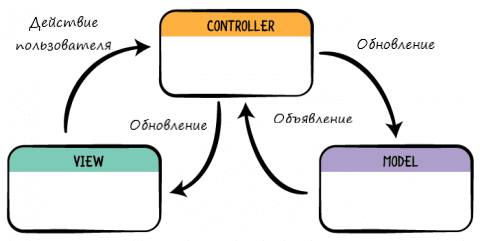 Действие
пользователя
CONTROLLER
Обновление
Обновление
Объявление
VIEW
MODEL